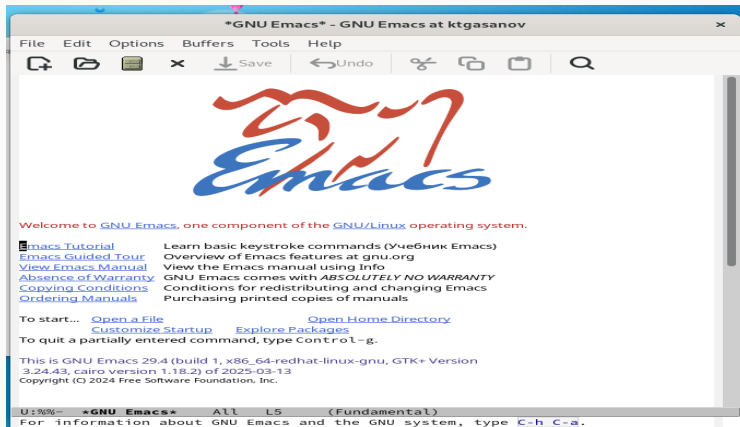 *GNU Emacs* - GNU Emacs at ktgasanov
File Edit Options Buffers Tools Help
Save Undo
Emacs
Welcome to GNU Emacs, one component of the GNU/Linux operating system.
Emacs Tutorial Learn basic keystroke commands (Учебник Emacs)
Emacs Guided Tour Overview of Emacs features at gnu.org
View Emacs Manual View the Emacs manual using Info
Absence of Warranty GNU Emacs comes with ABSOLUTELY NO WARRANTY
Copying Conditions Conditions for redistributing and changing Emacs
Ordering Manuals Purchasing printed copies of manuals
To start... Open a File Open Home Directory
Customize Startup Explore Packages
To quit a partially entered command, type Control-g.
This is GNU Emacs 29.4 (build 1, x86_64-redhat-linux-gnu, GTK+ Version
3.24.43, cairo version 1.18.2) of 2025-03-13
Copyright (C) 2024 Free Software Foundation, Inc.
U:%%- *GNU Emacs* All L5 (Fundamental)
For information about GNU Emacs and the GNU system, type C-h C-a.